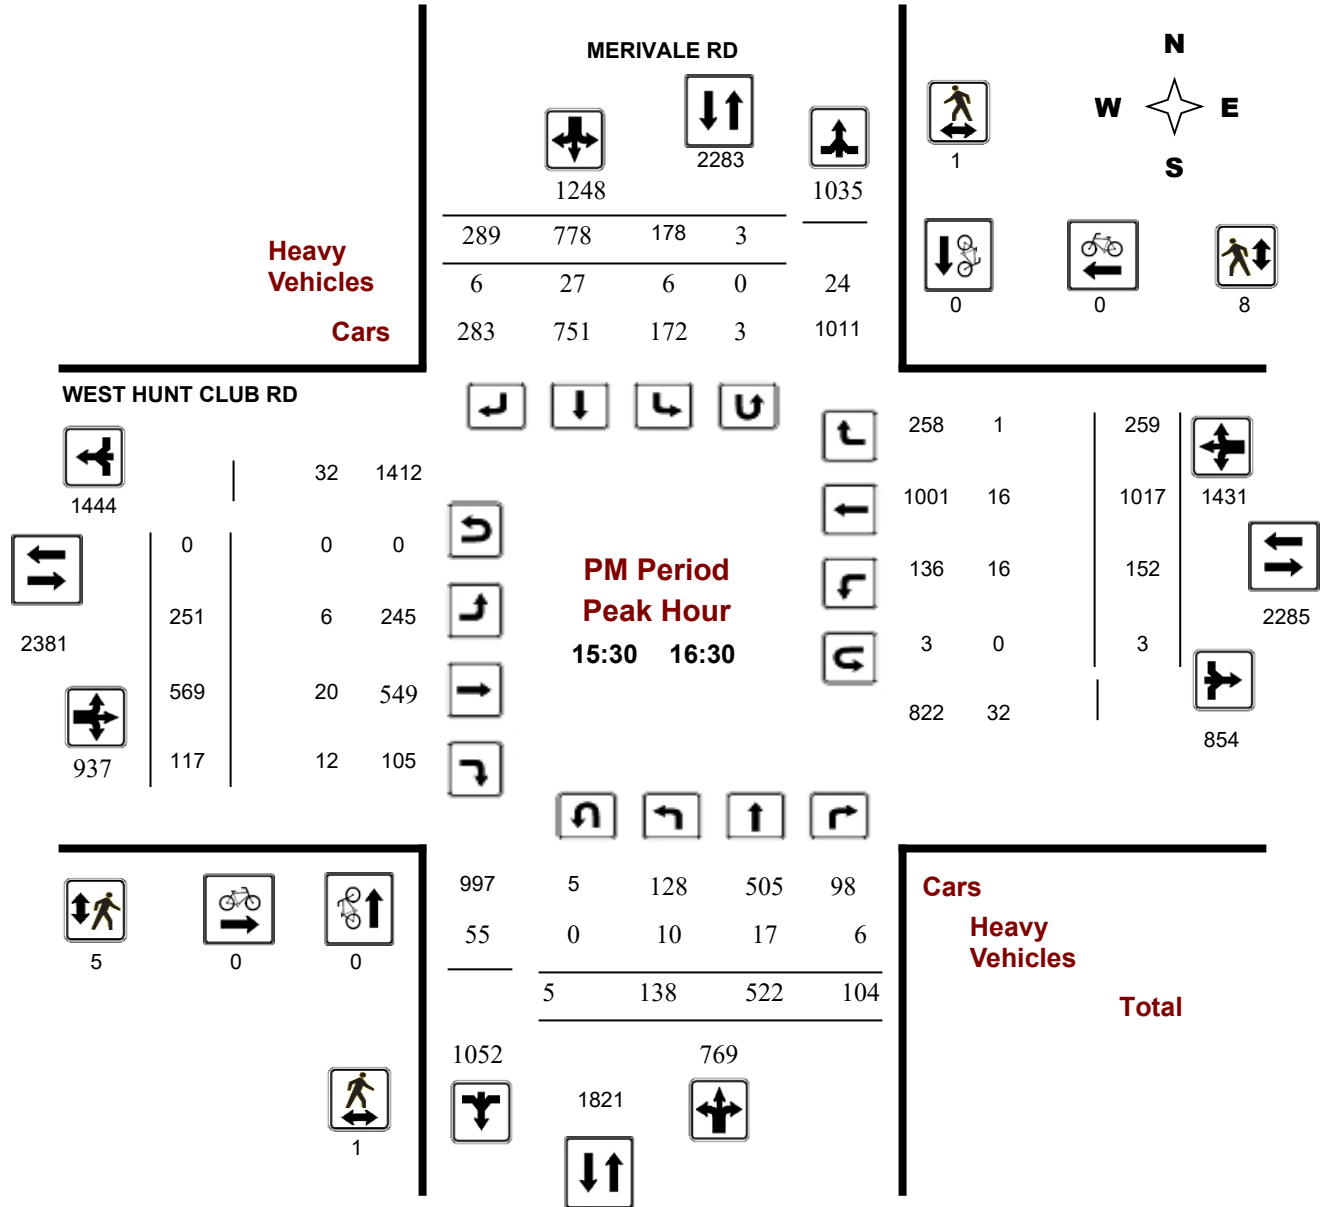 MERIVALE RD
N
W E
S
2283
1
1248 1035
289 778 178 3
Heavy
Vehicles
6 27 6 0 24
0 0 8
Cars
283 751 172 3 1011
WEST HUNT CLUB RD
258 1 259
32 1412
1444
1001 16 1017 1431
0 0 0
PM Period
136 16 152
Peak Hour
251 6 245
2285
2381
15:30 16:30
3 0 3
569 20 549
822 32
854
937 117 12 105
997 5 128 505 98
Cars
55 0 10 17 6
Heavy
Vehicles
5 0 0
5 138 522 104
Total
1052 769
1821
1